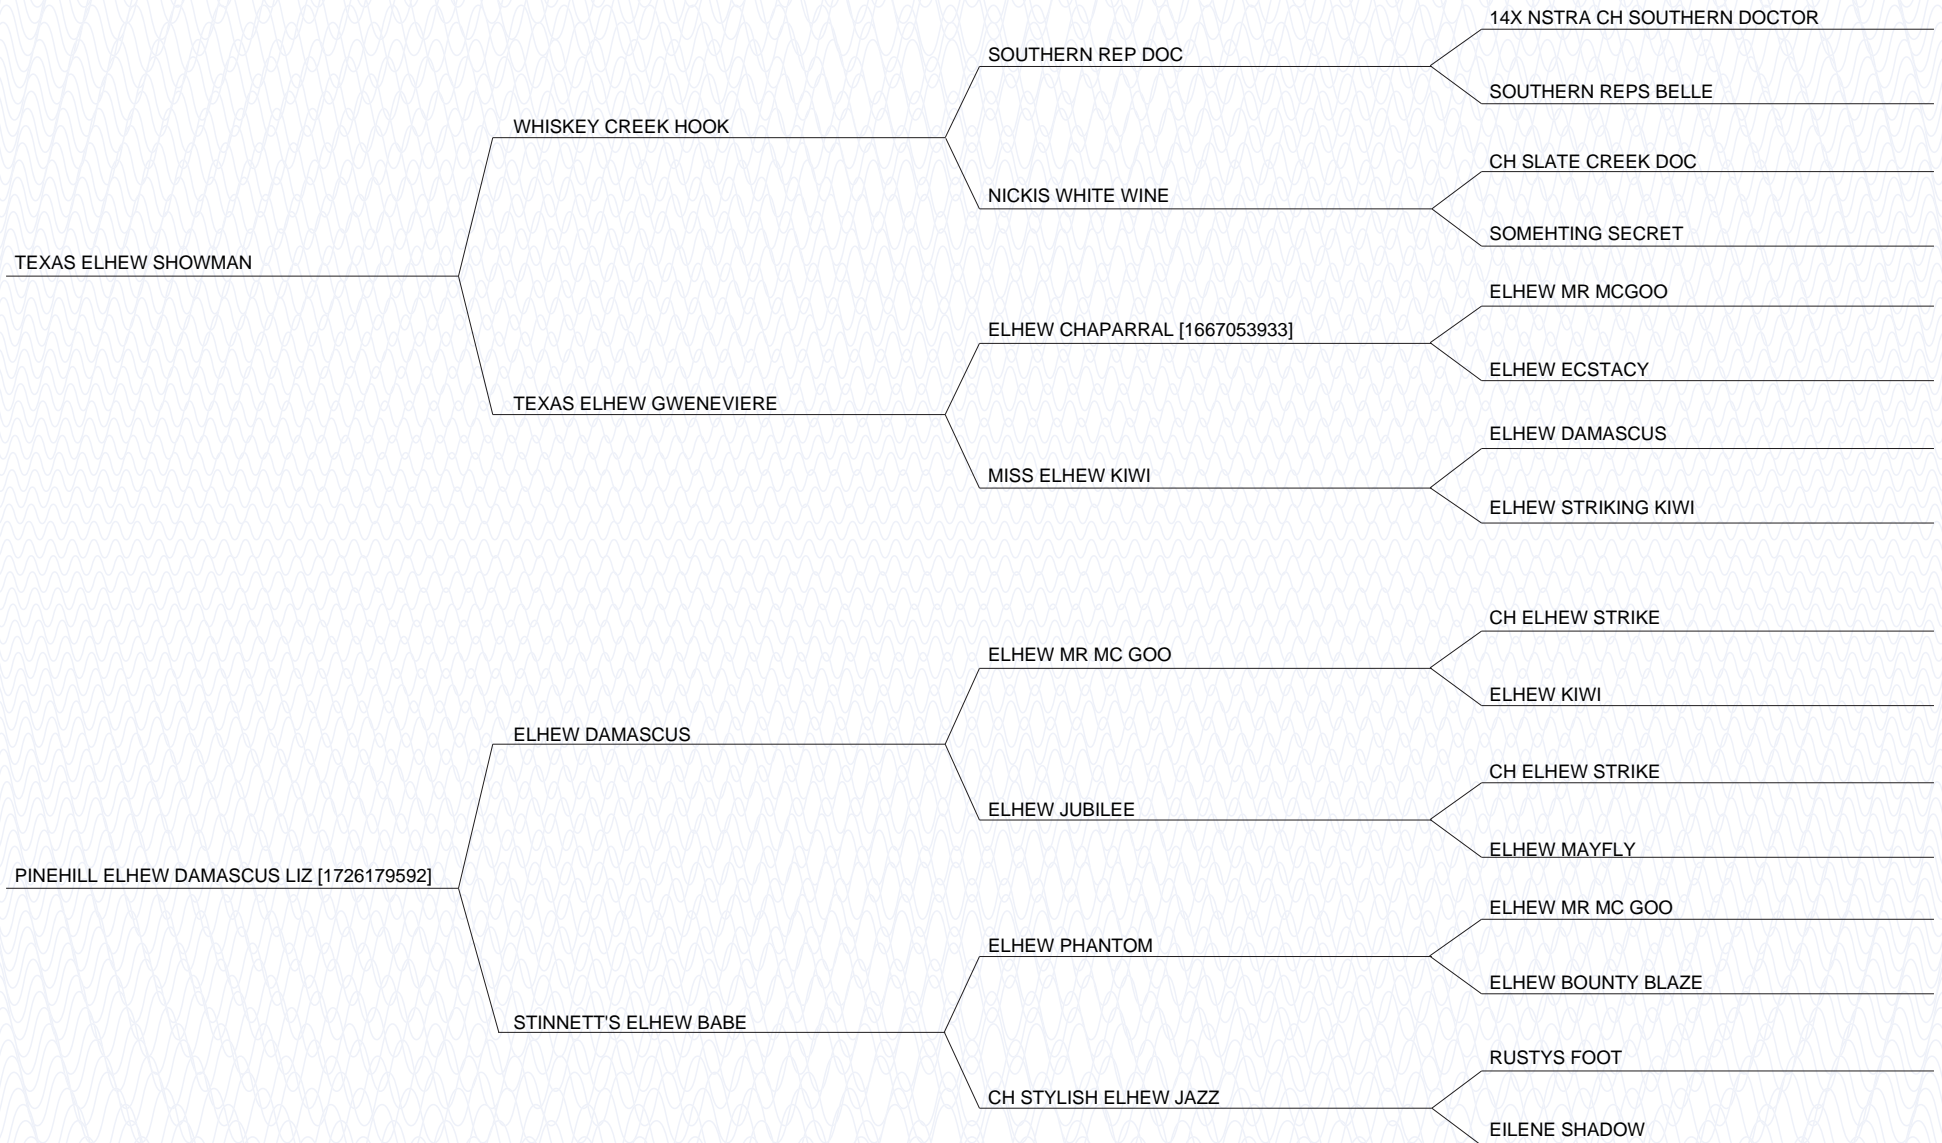 14X NSTRA CH SOUTHERN DOCTOR
SOUTHERN REP DOC
SOUTHERN REPS BELLE
WHISKEY CREEK HOOK
CH SLATE CREEK DOC
NICKIS WHITE WINE
SOMEHTING SECRET
TEXAS ELHEW SHOWMAN
ELHEW MR MCGOO
ELHEW CHAPARRAL [1667053933]
ELHEW ECSTACY
TEXAS ELHEW GWENEVIERE
ELHEW DAMASCUS
MISS ELHEW KIWI
ELHEW STRIKING KIWI
CH ELHEW STRIKE
ELHEW MR MC GOO
ELHEW KIWI
ELHEW DAMASCUS
CH ELHEW STRIKE
ELHEW JUBILEE
ELHEW MAYFLY
PINEHILL ELHEW DAMASCUS LIZ [1726179592]
ELHEW MR MC GOO
ELHEW PHANTOM
ELHEW BOUNTY BLAZE
STINNETT'S ELHEW BABE
RUSTYS FOOT
CH STYLISH ELHEW JAZZ
EILENE SHADOW